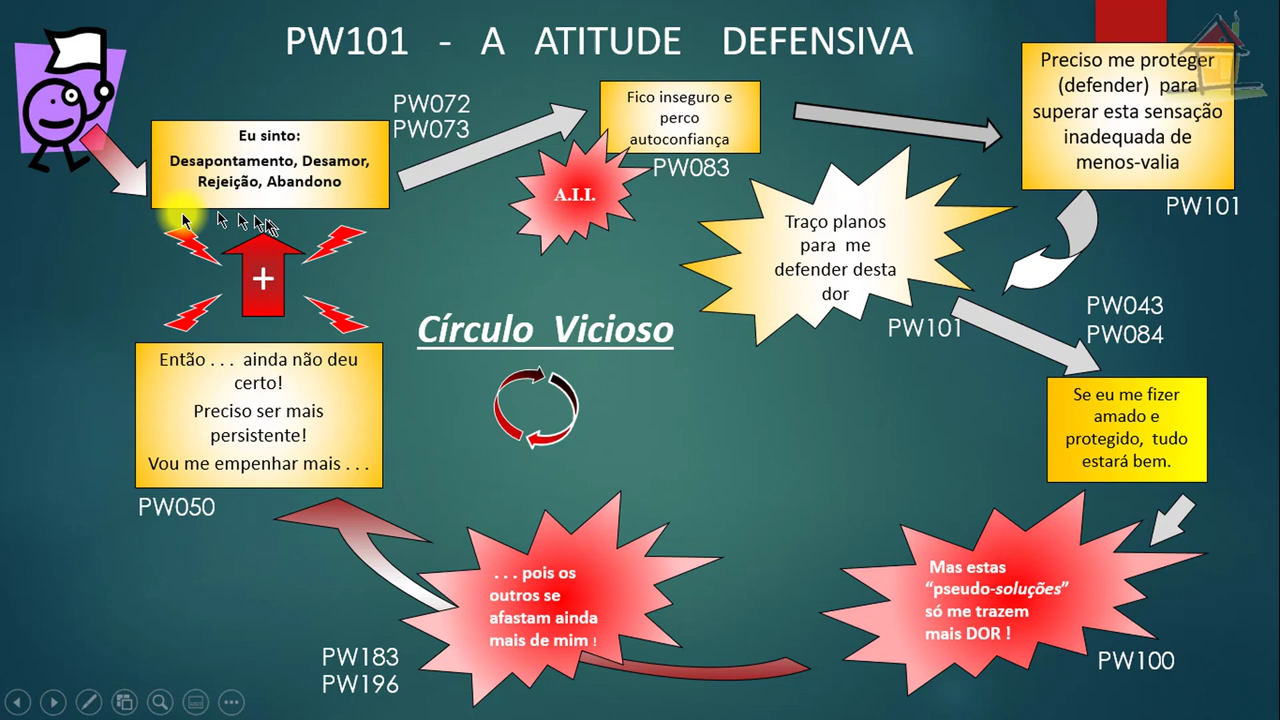 PW101 - A ATITUDE DEFENSIVA
Eu sinto:
Desapontamento, Desamor,
Rejeição, Abandono
PW072
PW073
Fico inseguro e
perco
autoconfiança
PW083
A.I.I.
Preciso me proteger
(defender) para
superar esta sensação
inadequada de
menos-valia
PW101
Traço planos
para me
defender desta
dor
PW101
PW043
PW084
Se eu me fizer
amado e
protegido, tudo
estará bem.
Mas estas
“pseudo-soluções”
só me trazem
mais DOR !
PW100
. . . pois os
outros se
afastam ainda
mais de mim !
PW183
PW196
Então . . . ainda não deu
certo!
Preciso ser mais
persistente!
Vou me empenhar mais . . .
PW050
+
Círculo Vicioso